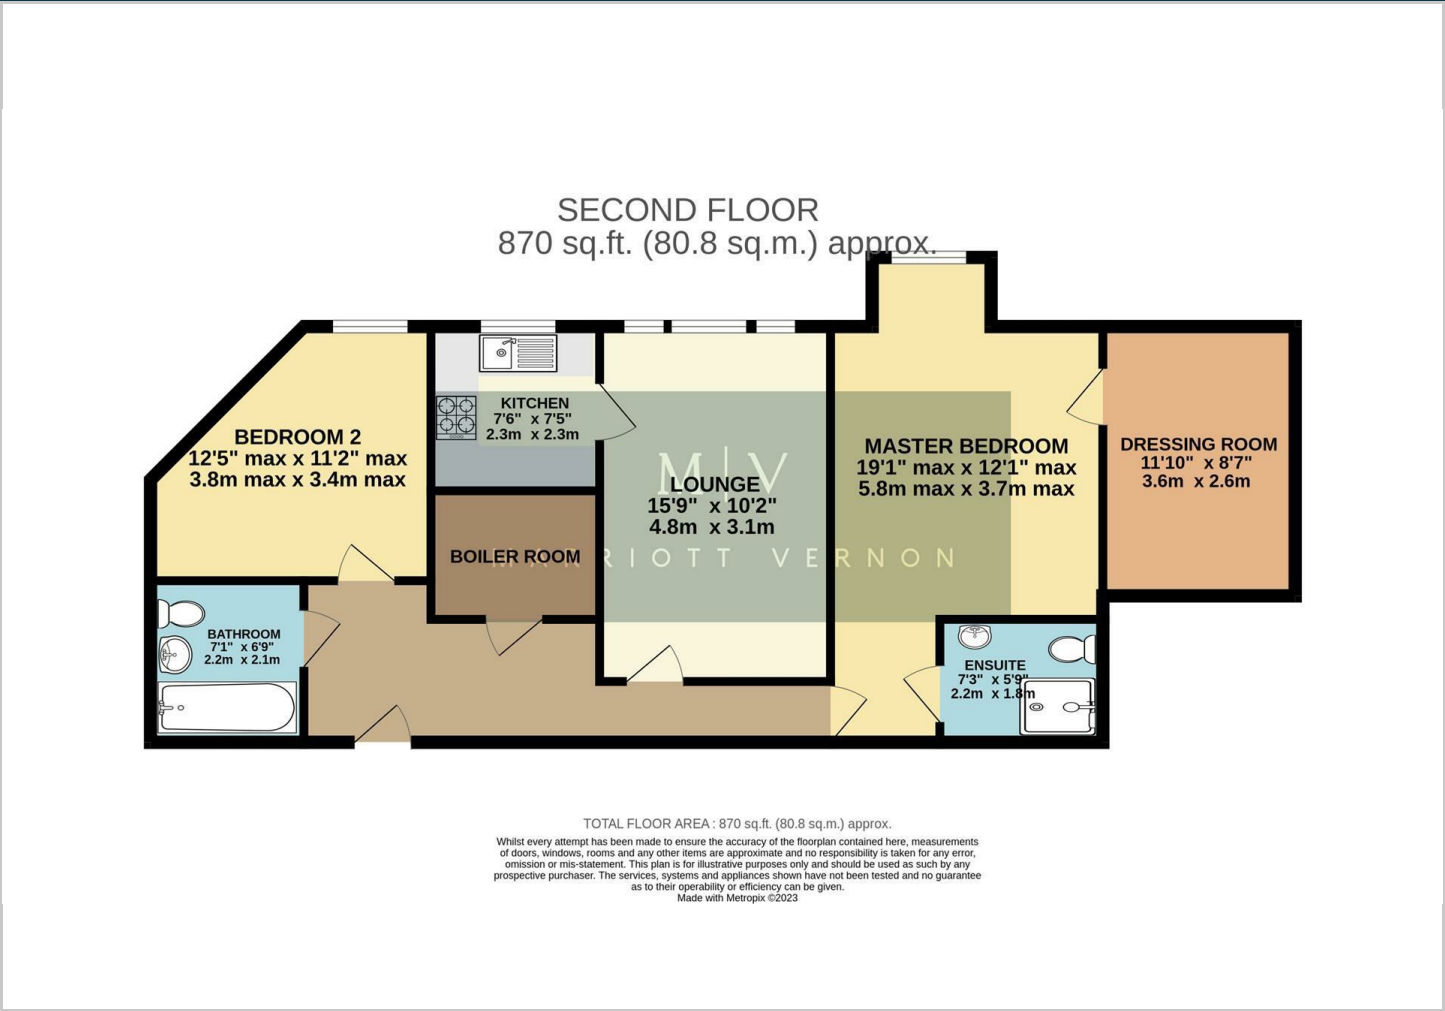 SECOND FLOOR
870 sq.ft. (80.8 sq.m.) approx.
BEDROOM 2
12'5" max x 11'2" max
3.8m max x 3.4m max
KITCHEN
7'6" x 7'5"
2.3m x 2.3m
M|V
LOUNGE
15'9" x 10'2"
4.8m x 3.1m
MASTER BEDROOM
19'1" max x 12'1" max
5.8m max x 3.7m max
DRESSING ROOM
11'10" x 8'7"
3.6m x 2.6m
BOILER ROOM
MARRIOTT VERNON
BATHROOM
7'1" x 6'9"
2.2m x 2.1m
ENSUITE
7'3" x 5'9"
2.2m x 1.8m
TOTAL FLOOR AREA : 870 sq.ft. (80.8 sq.m.) approx.
Whilst every attempt has been made to ensure the accuracy of the floorplan contained here, measurements
of doors, windows, rooms and any other items are approximate and no responsibility is taken for any error,
omission or mis-statement. This plan is for illustrative purposes only and should be used as such by any
prospective purchaser. The services, systems and appliances shown have not been tested and no guarantee
as to their operability or efficiency can be given.
Made with Metropix ©2023